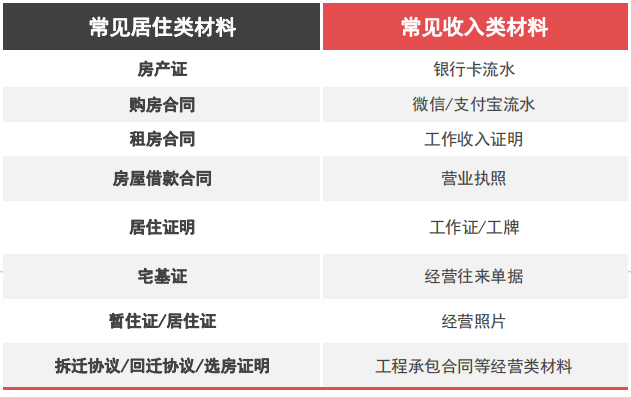 常见居住类材料 常见收入类材料
房产证 银行卡流水
购房合同 微信/支付宝流水
租房合同 工作收入证明
房屋借款合同 营业执照
居住证明 工作证/工牌
宅基证 经营往来单据
暂住证/居住证 经营照片
拆迁协议/回迁协议/选房证明 工程承包合同等经营类材料